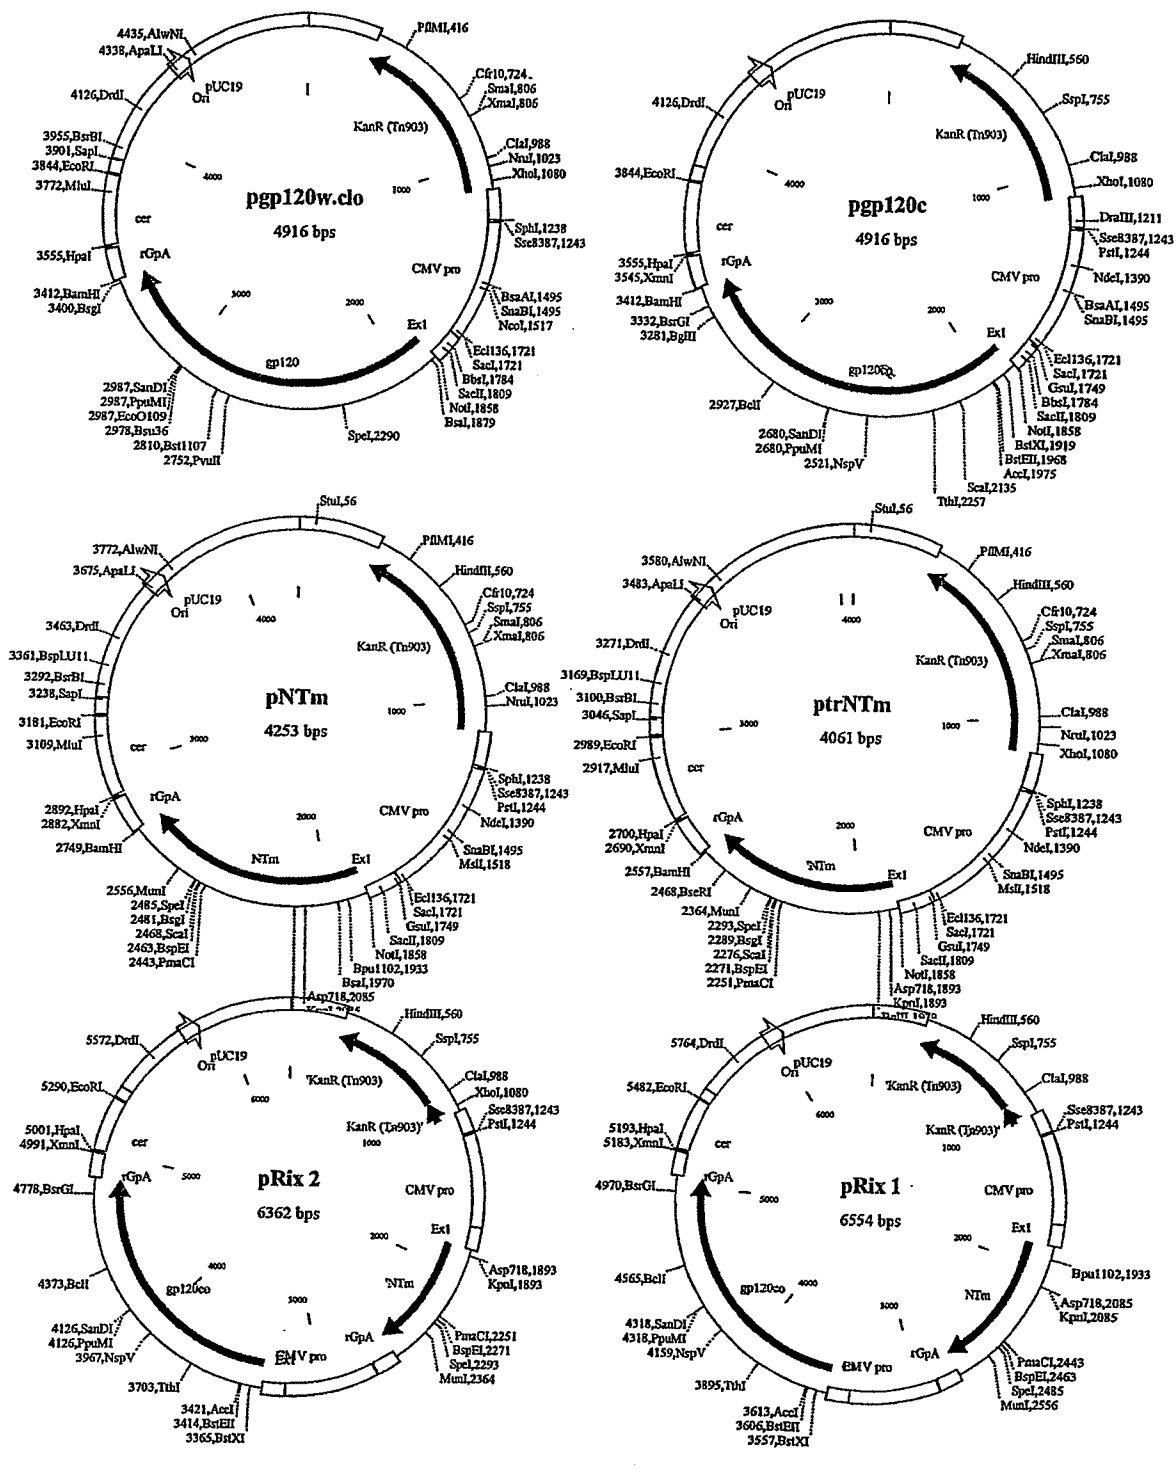 4435,AlwNI
4338,ApaLI
PflMI,416
pUC19
Ori
Cfr10,724
SmaI,806
XmaI,806
4126,DrdI
KanR (Tn903)
3955,BsrBI
3901,SapI
3844,EcoRI
3772,MluI
ClaI,988
NruI,1023
XhoI,1080
4000
1000
pgp120w.clo
4916 bps
cer
SphI,1238
Sse8387,1243
3555,HpaI
rGpA
CMV pro
3412,BamHI
3400,BsgI
3000
2000
BsaAI,1495
SnaBI,1495
NcoI,1517
Ex1
gp120
Ecl136,1721
SacI,1721
BbsI,1784
SacII,1809
NotI,1858
BsaI,1879
2987,SanDI
2987,PpuMI
2987,EcoO109
2978,Bsu36
2810,Bst1107
2752,PvuII
SpeI,2290
HindIII,560
SspI,755
pUC19
Ori
4126,DrdI
KanR (Tn903)
ClaI,988
XhoI,1080
3844,EcoRI
4000
1000
pgp120c
4916 bps
cer
DraIII,1211
Sse8387,1243
PstI,1244
3555,HpaI
3545,XmnI
rGpA
CMV pro
NdeI,1390
3412,BamHI
3332,BsrGI
3281,BglII
3000
2000
BsaAI,1495
SnaBI,1495
Ex1
Ecl136,1721
SacI,1721
GsuI,1749
BbsI,1784
SacII,1809
NotI,1858
BstXI,1919
BstEII,1968
AccI,1975
2927,BclI
2680,SanDI
2680,PpuMI
2521,NspV
ScaI,2135
TthI,2257
StuI,56
3772,AlwNI
3675,ApaLI
PflMI,416
HindIII,560
pUC19
Ori
4000
Cfr10,724
SspI,755
SmaI,806
XmaI,806
3463,DrdI
KanR (Tn903)
3361,BspLU11
3292,BsrBI
3238,SapI
3181,EcoRI
3109,MluI
ClaI,988
NruI,1023
1000
pNTm
4253 bps
cer
3000
SphI,1238
Sse8387,1243
PstI,1244
NdeI,1390
rGpA
CMV pro
2892,HpaI
2882,XmnI
2749,BamHI
2000
SnaBI,1495
MslI,1518
NTm
Ex1
Ecl136,1721
SacI,1721
GsuI,1749
SacII,1809
NotI,1858
Bpu1102,1933
BsaI,1970
Asp718,2085
2556,MunI
2485,SpeI
2481,BsgI
2468,ScaI
2463,BspEI
2443,PmaCI
StuI,56
3580,AlwNI
3483,ApaLI
PflMI,416
HindIII,560
pUC19
Ori
4000
Cfr10,724
SspI,755
SmaI,806
XmaI,806
3271,DrdI
KanR (Tn903)
3169,BspLU11
3100,BsrBI
3046,SapI
2989,EcoRI
2917,MluI
ClaI,988
NruI,1023
XhoI,1080
3000
1000
ptrNTm
4061 bps
cer
SphI,1238
Sse8387,1243
PstI,1244
NdeI,1390
rGpA
CMV pro
2700,HpaI
2690,XmnI
2557,BamHI
2468,BseRI
2000
SnaBI,1495
MslI,1518
'NTm
Ex1
Ecl136,1721
SacI,1721
GsuI,1749
SacII,1809
NotI,1858
Asp718,1893
KpnI,1893
2364,MunI
2293,SpeI
2289,BsgI
2276,ScaI
2271,BspEI
2251,PmaCI
HindIII,560
SspI,755
5572,DrdI
pUC19
Ori
6000
'KanR (Tn903)
ClaI,988
XhoI,1080
5290,EcoRI
Sse8387,1243
PstI,1244
KanR (Tn903)'
1000
5001,HpaI
4991,XmnI
cer
rGpA
5000
pRix 2
6362 bps
CMV pro
4778,BsrGI
Ex1
2000
Asp718,1893
KpnI,1893
4373,BclI
gp120co
4000
'NTm
3000
rGpA
4126,SanDI
4126,PpuMI
3967,NspV
PmaCI,2251
BspEI,2271
SpeI,2293
MunI,2364
CMV pro
3703,TthI
3421,AccI
3414,BstEII
3365,BstXI
HindIII,560
SspI,755
5764,DrdI
pUC19
Ori
6000
'KanR (Tn903)
ClaI,988
5482,EcoRI
Sse8387,1243
PstI,1244
KanR (Tn903)'
1000
5193,HpaI
5183,XmnI
cer
rGpA
5000
pRix 1
6554 bps
CMV pro
4970,BsrGI
Ex1
2000
Bpu1102,1933
Asp718,2085
KpnI,2085
4565,BclI
gp120co
4000
NTm
3000
rGpA
4318,SanDI
4318,PpuMI
4159,NspV
PmaCI,2443
BspEI,2463
SpeI,2485
MunI,2556
3895,TthI
3613,AccI
3606,BstEII
3557,BstXI